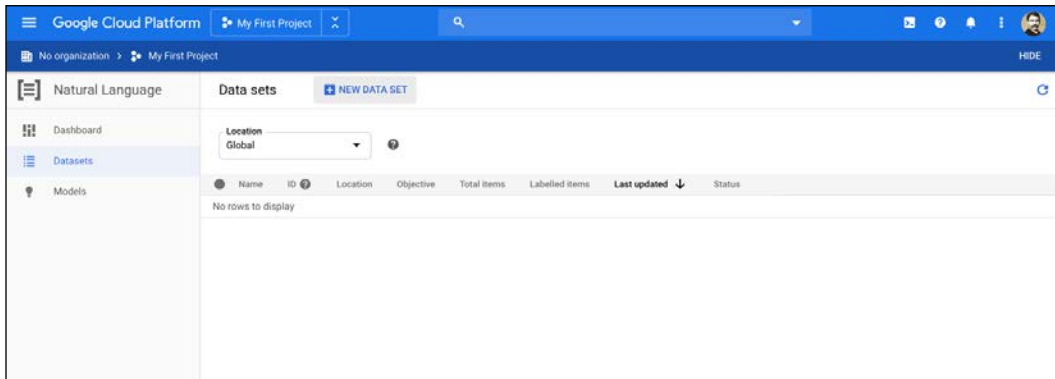 Google Cloud Platform My First Project
No organization > My First Project HIDE
Natural Language Data sets NEW DATA SET
Dashboard
Location
Global
Datasets
Models
Name ID Location Objective Total items Labelled items Last updated Status
No rows to display